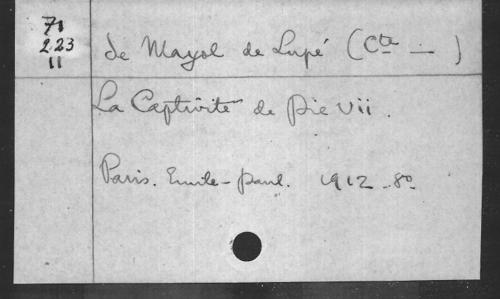 71
223
11
de Mayol de Lupé (Cte _ )
La Captivité de Pie VII.
Paris. Emile-Paul. 1912 _ 8o